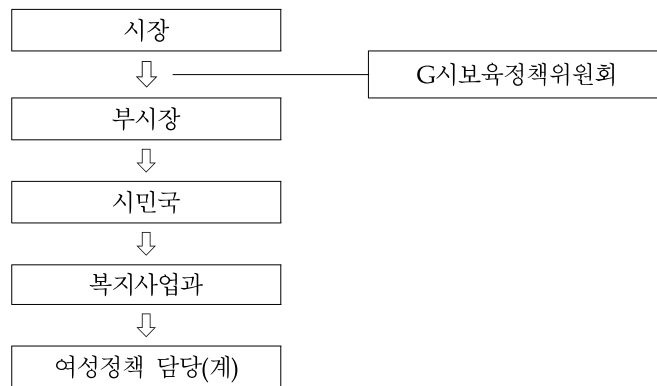 시장
G시보육정책위원회
부시장
시민국
복지사업과
여성정책 담당(계)